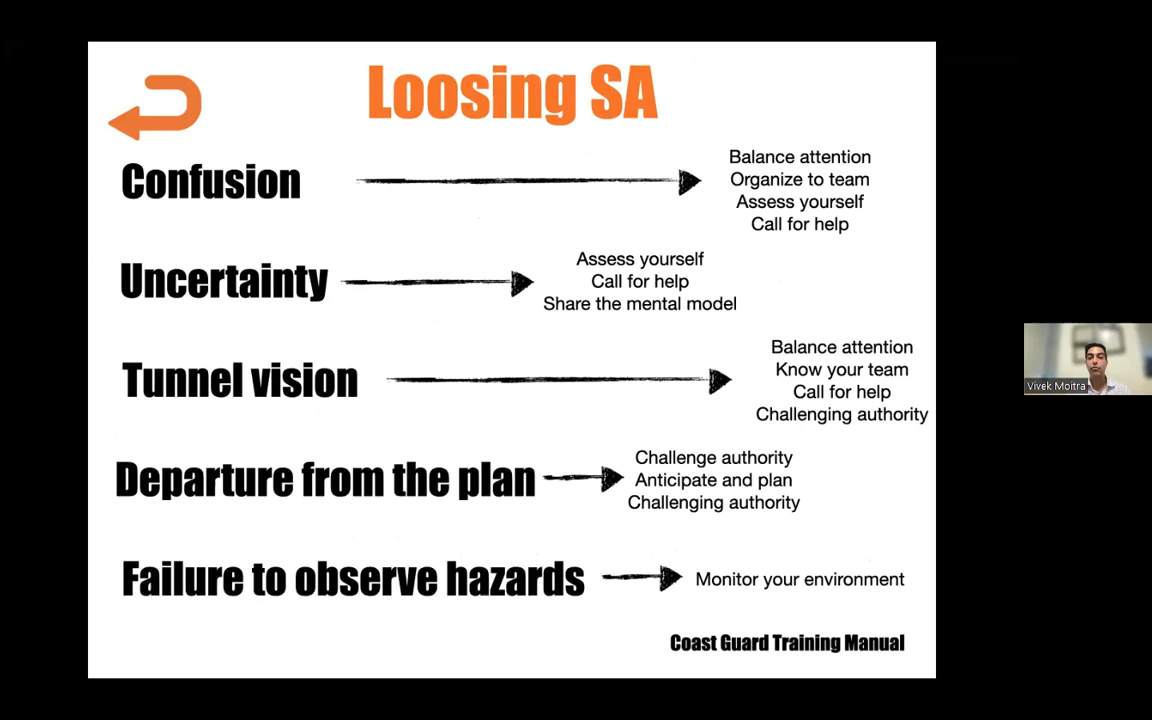 Loosing SA
Confusion
Balance attention
Organize to team
Assess yourself
Call for help
Uncertainty
Assess yourself
Call for help
Share the mental model
Tunnel vision
Balance attention
Know your team
Call for help
Challenging authority
Departure from the plan
Challenge authority
Anticipate and plan
Challenging authority
Failure to observe hazards
Monitor your environment
Coast Guard Training Manual
Vivek Moitra